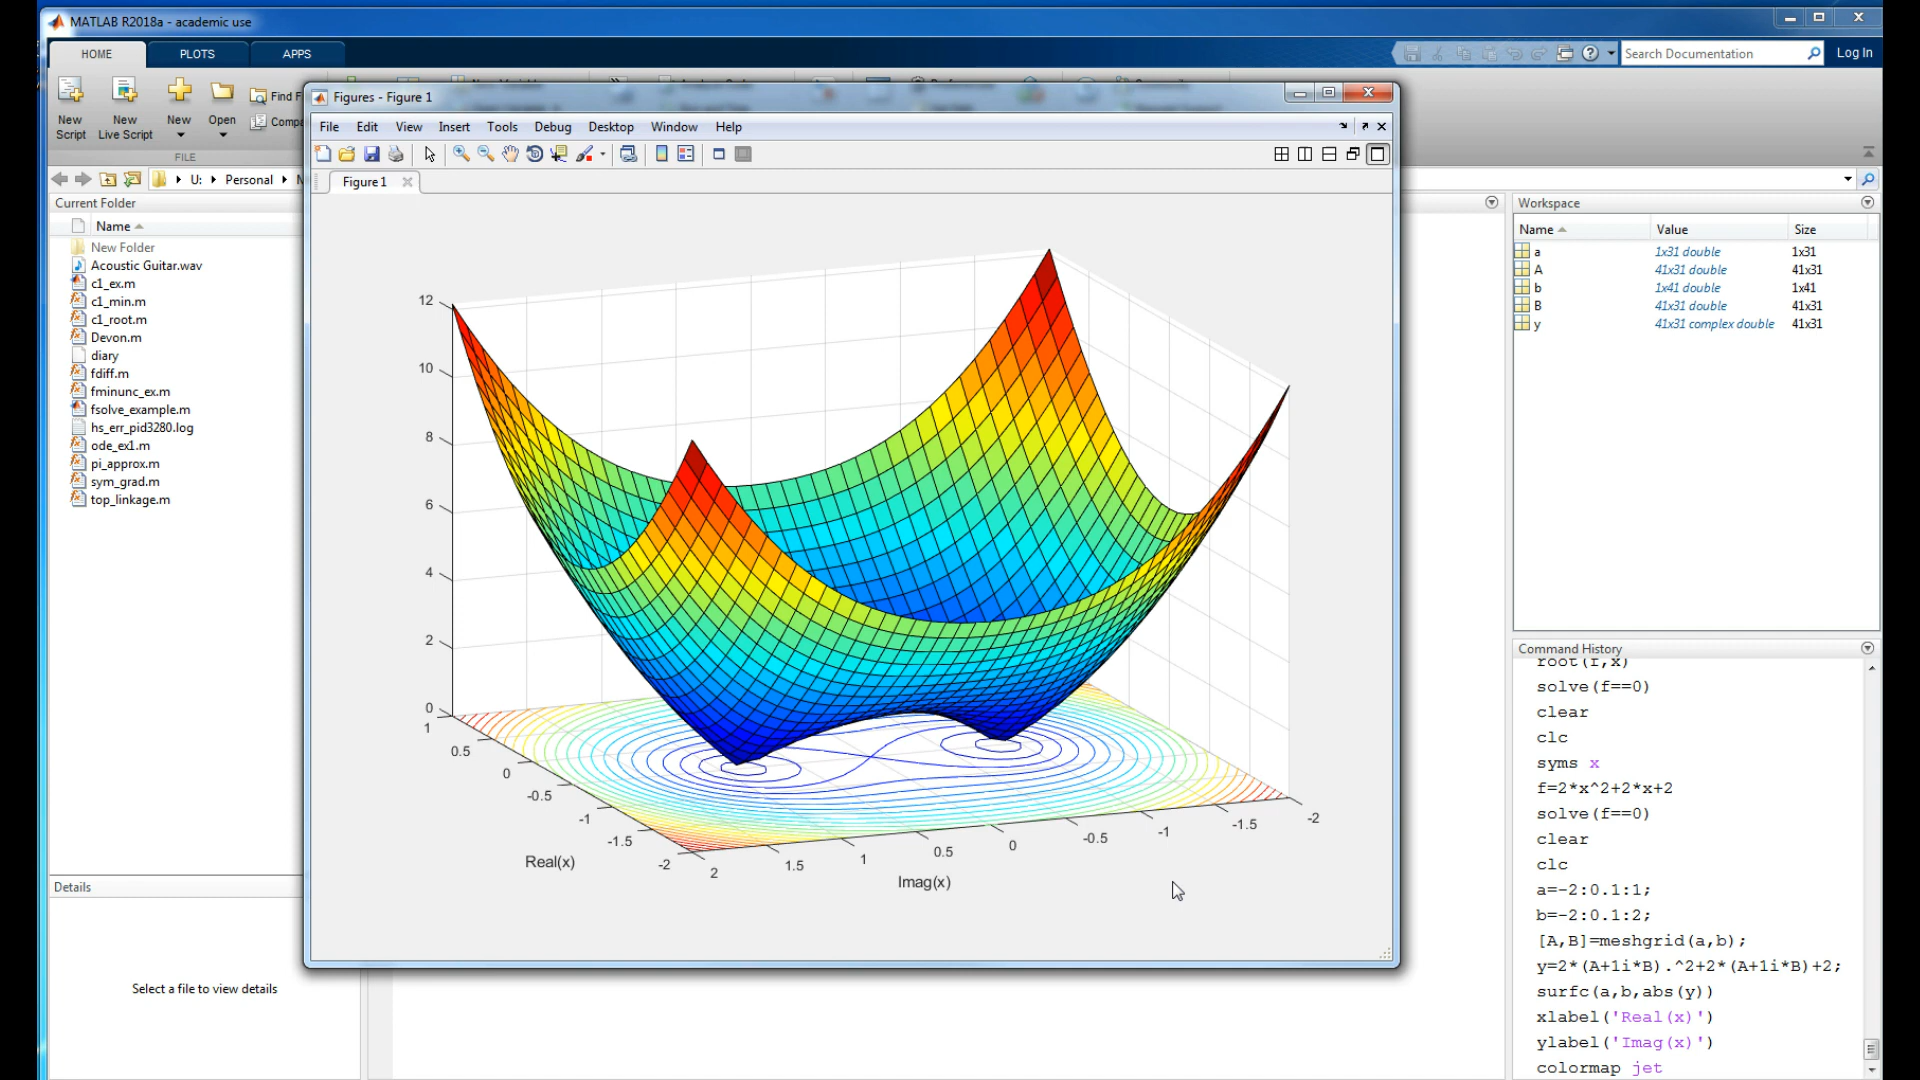 MATLAB R2018a - academic use
HOME PLOTS APPS
Search Documentation
Log In
New Script
New Live Script
New
Open
Find F
Compa
FILE
U: Personal
Current Folder
Name
New Folder
Acoustic Guitar.wav
c1_ex.m
c1_min.m
c1_root.m
Devon.m
diary
fdiff.m
fminunc_ex.m
fsolve_example.m
hs_err_pid3280.log
ode_ex1.m
pi_approx.m
sym_grad.m
top_linkage.m
Details
Select a file to view details
Figures - Figure 1
File Edit View Insert Tools Debug Desktop Window Help
Figure 1
12
10
8
6
4
2
0
1
0.5
0
-0.5
-1
-1.5
-2
Real(x)
2
1.5
1
0.5
0
-0.5
-1
-1.5
-2
Imag(x)
Workspace
Name Value Size
a 1x31 double 1x31
A 41x31 double 41x31
b 1x41 double 1x41
B 41x31 double 41x31
y 41x31 complex double 41x31
Command History
root(f,x)
solve(f==0)
clear
clc
syms x
f=2*x^2+2*x+2
solve(f==0)
clear
clc
a=-2:0.1:1;
b=-2:0.1:2;
[A,B]=meshgrid(a,b);
y=2*(A+1i*B).^2+2*(A+1i*B)+2;
surfc(a,b,abs(y))
xlabel('Real(x)')
ylabel('Imag(x)')
colormap jet